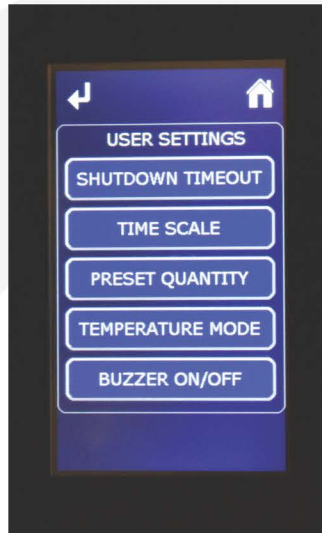 USER SETTINGS
SHUTDOWN TIMEOUT
TIME SCALE
PRESET QUANTITY
TEMPERATURE MODE
BUZZER ON/OFF